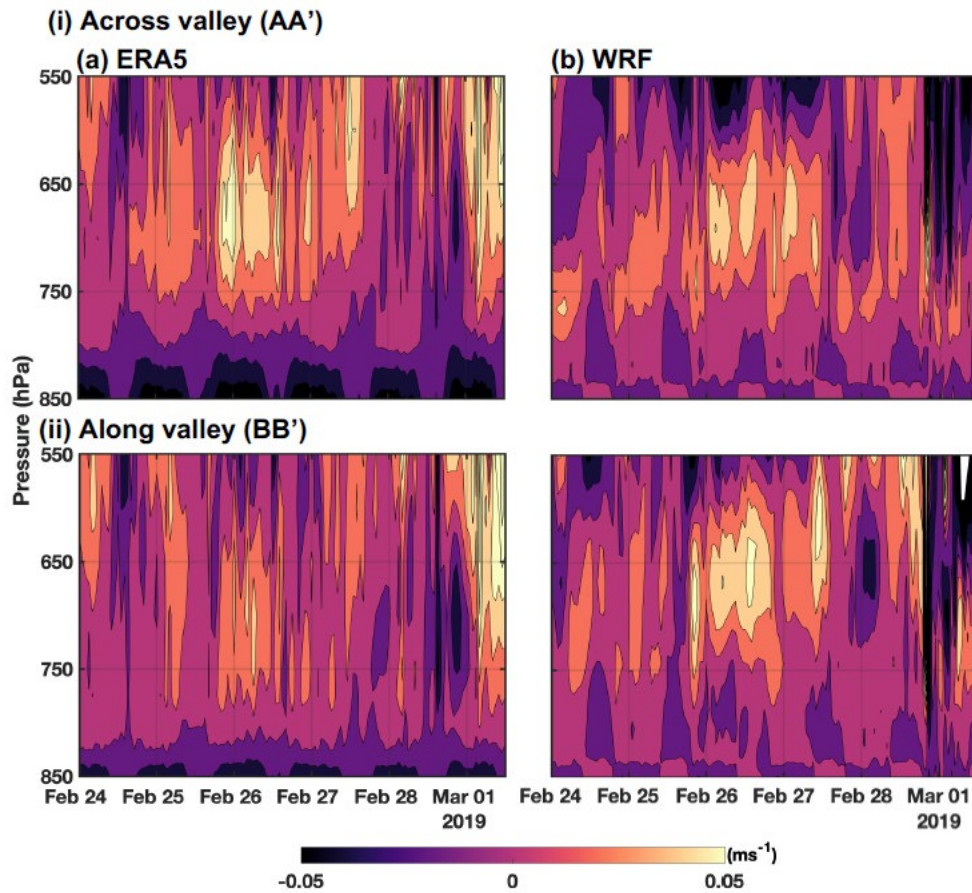 (i) Across valley (AA’)
(a) ERA5
(b) WRF
550
650
750
850
Pressure (hPa)
(ii) Along valley (BB’)
550
650
750
850
Feb 24 Feb 25 Feb 26 Feb 27 Feb 28 Mar 01
2019
Feb 24 Feb 25 Feb 26 Feb 27 Feb 28 Mar 01
2019
(ms⁻¹)
-0.05 0 0.05